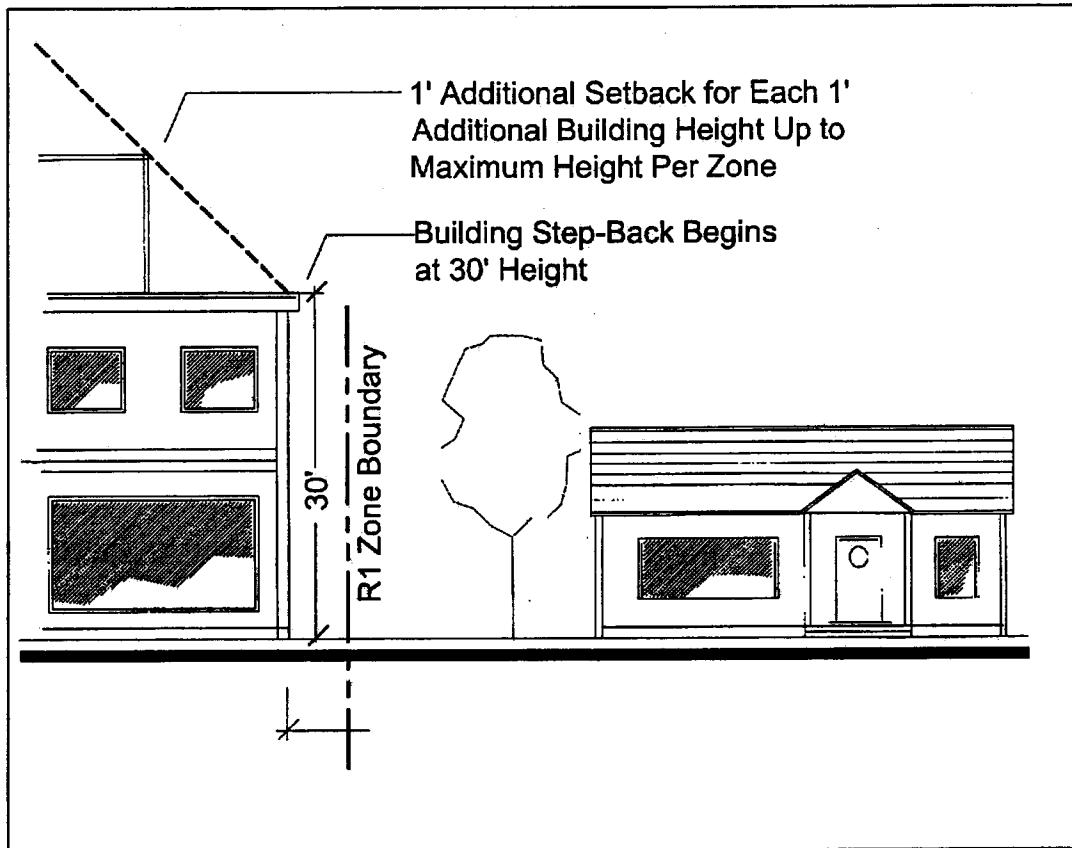 1' Additional Setback for Each 1'
Additional Building Height Up to
Maximum Height Per Zone
Building Step-Back Begins
at 30' Height
30'
R1 Zone Boundary